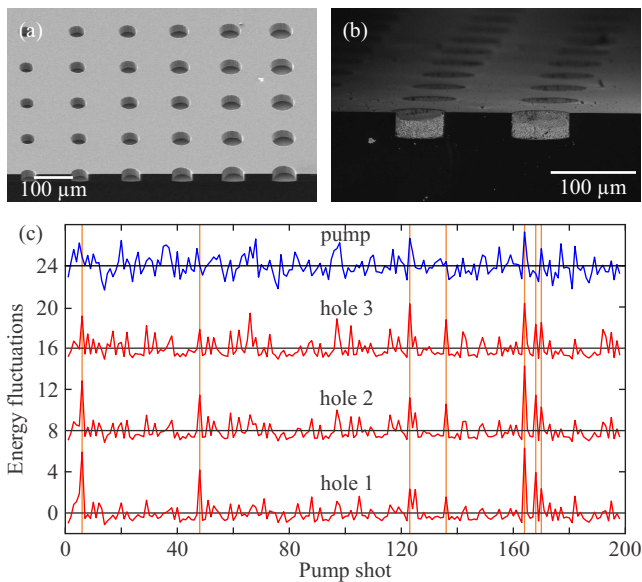 (a)
100 µm
(b)
100 µm
(c)
Energy fluctuations
24
20
16
12
8
4
0
pump
hole 3
hole 2
hole 1
0
40
80
120
160
200
Pump shot